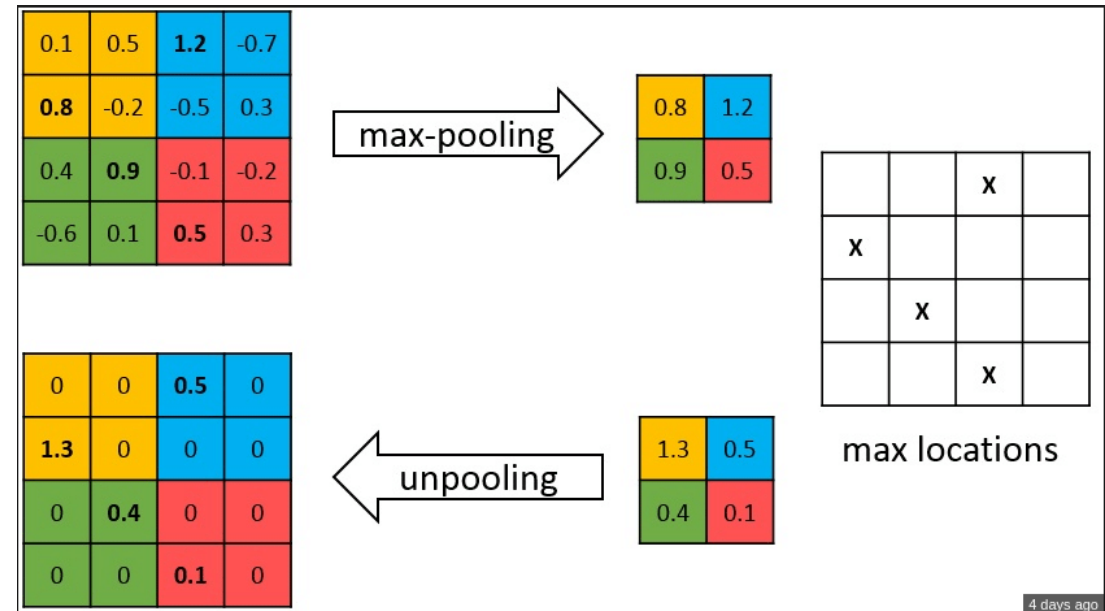 0.1 0.5 1.2 -0.7
0.8 -0.2 -0.5 0.3
0.4 0.9 -0.1 -0.2
-0.6 0.1 0.5 0.3
max-pooling
0.8 1.2
0.9 0.5
X
X
X
X
max locations
0 0 0.5 0
1.3 0 0 0
0 0.4 0 0
0 0 0.1 0
unpooling
1.3 0.5
0.4 0.1
4 days ago